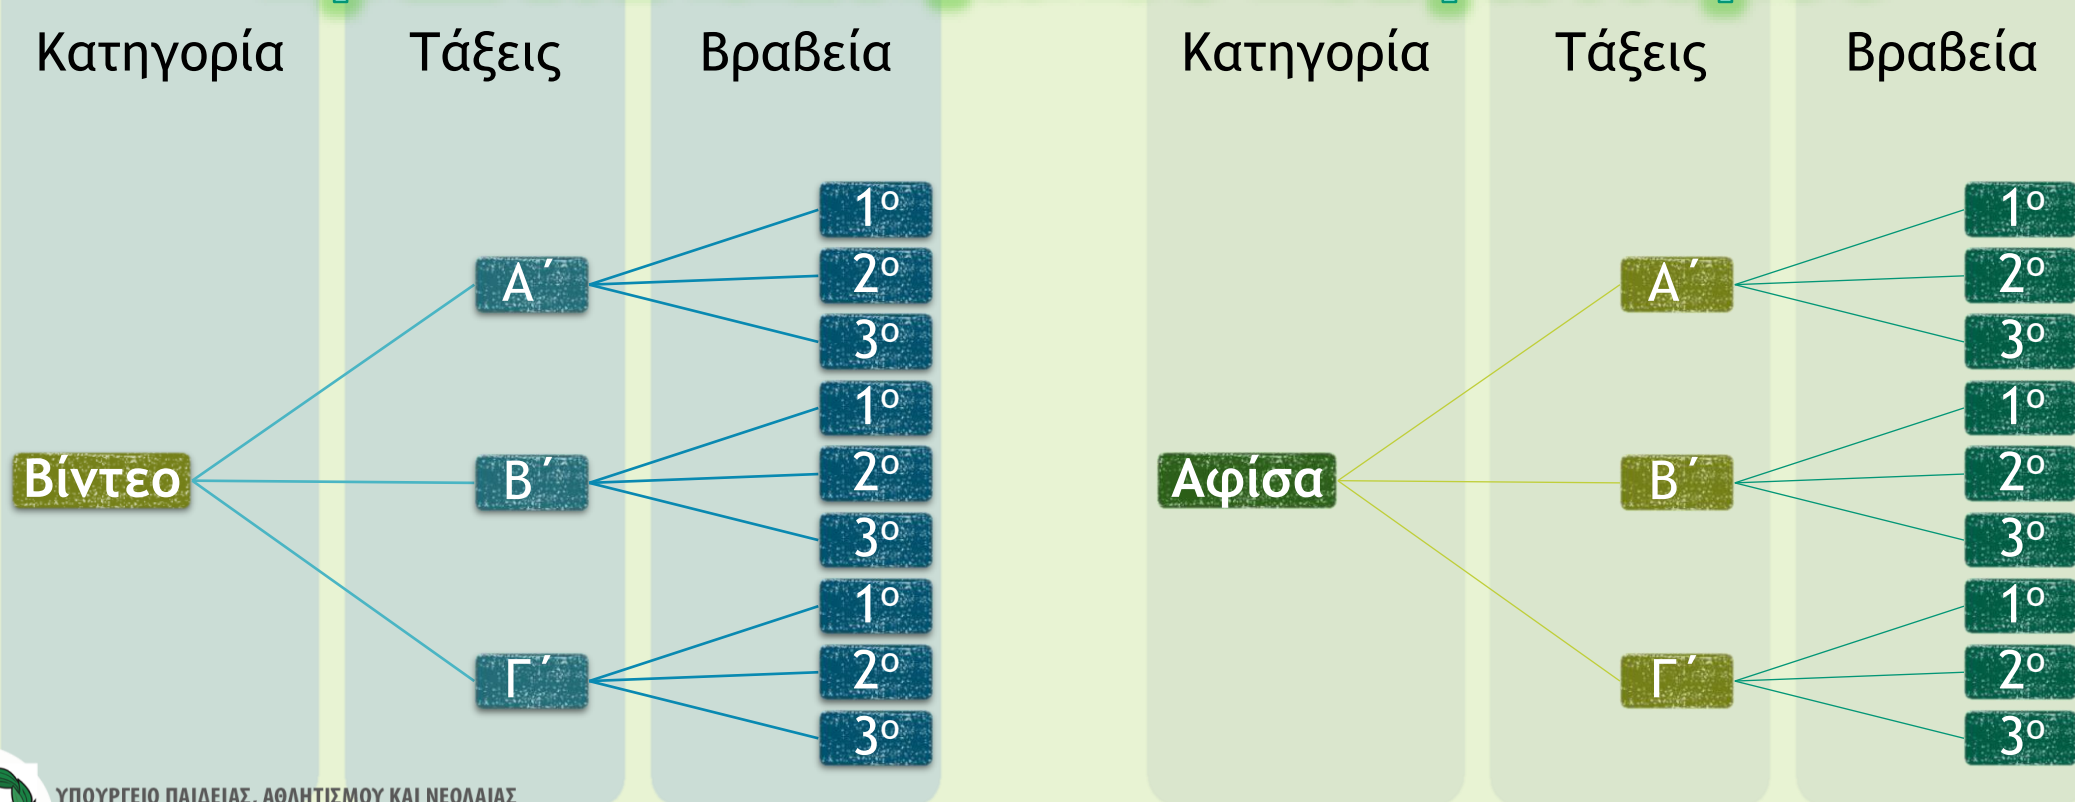 Κατηγορία
Τάξεις
Βραβεία
Βίντεο
Α΄
1ο
2ο
3ο
Β΄
1ο
2ο
3ο
Γ΄
1ο
2ο
3ο
Κατηγορία
Τάξεις
Βραβεία
Αφίσα
Α΄
1ο
2ο
3ο
Β΄
1ο
2ο
3ο
Γ΄
1ο
2ο
3ο
ΥΠΟΥΡΓΕΙΟ ΠΑΙΔΕΙΑΣ, ΑΘΛΗΤΙΣΜΟΥ ΚΑΙ ΝΕΟΛΑΙΑΣ